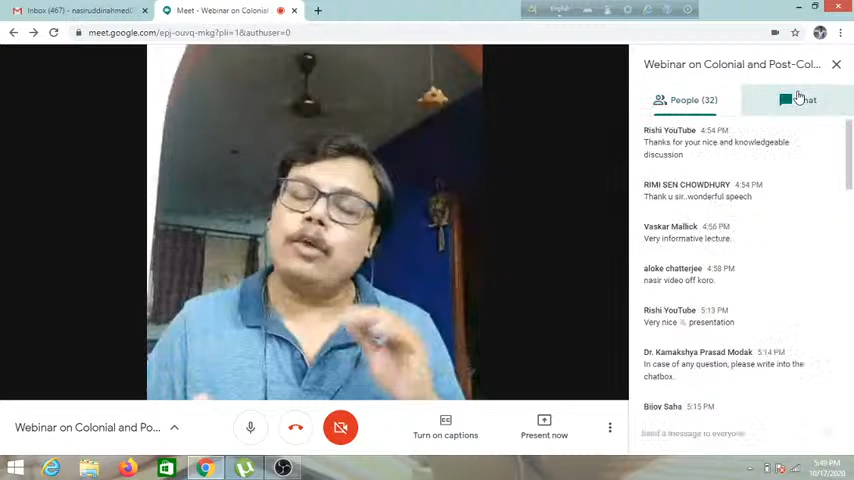 Inbox (467) - nasiruddinahmed
Meet - Webinar on Colonial
English
meet.google.com/epj-ouvq-mkg?pli=1&authuser=0
Webinar on Colonial and Post-Col...
People (32)
Rishi YouTube 4:54 PM
Thanks for your nice and knowledgeable
discussion
RIMI SEN CHOWDHURY 4:54 PM
Thank u sir..wonderful speech
Vaskar Mallick 4:56 PM
Very informative lecture.
aloke chatterjee 4:58 PM
nasir video off koro.
Rishi YouTube 5:13 PM
Very nice presentation
Dr. Kamakshya Prasad Modak 5:14 PM
In case of any question, please write into the
chatbox..
Bijoy Saha 5:15 PM
Send a message to everyone
Webinar on Colonial and Po...
Turn on captions
Present now
5:49 PM
10/17/2020